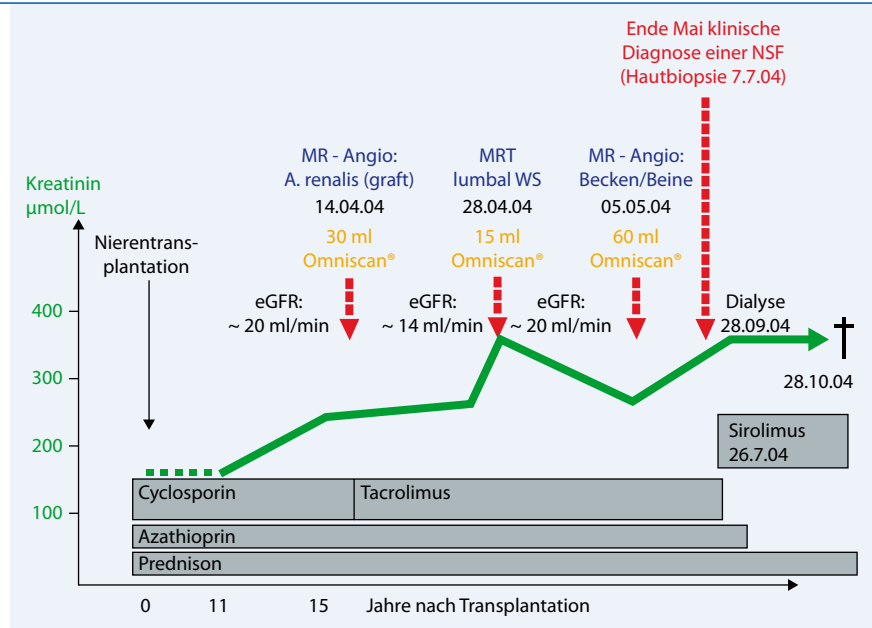 Ende Mai klinische
Diagnose einer NSF
(Hautbiopsie 7.7.04)
MR - Angio:
A. renalis (graft)
14.04.04
30 ml
Omniscan®
MRT
lumbal WS
28.04.04
15 ml
Omniscan®
MR - Angio:
Becken/Beine
05.05.04
60 ml
Omniscan®
Kreatinin
µmol/L
Nierentrans-
plantation
eGFR:
~ 20 ml/min
eGFR:
~ 14 ml/min
eGFR:
~ 20 ml/min
Dialyse
28.09.04
28.10.04
400
300
200
100
Sirolimus
26.7.04
Cyclosporin
Tacrolimus
Azathioprin
Prednison
0 11 15 Jahre nach Transplantation